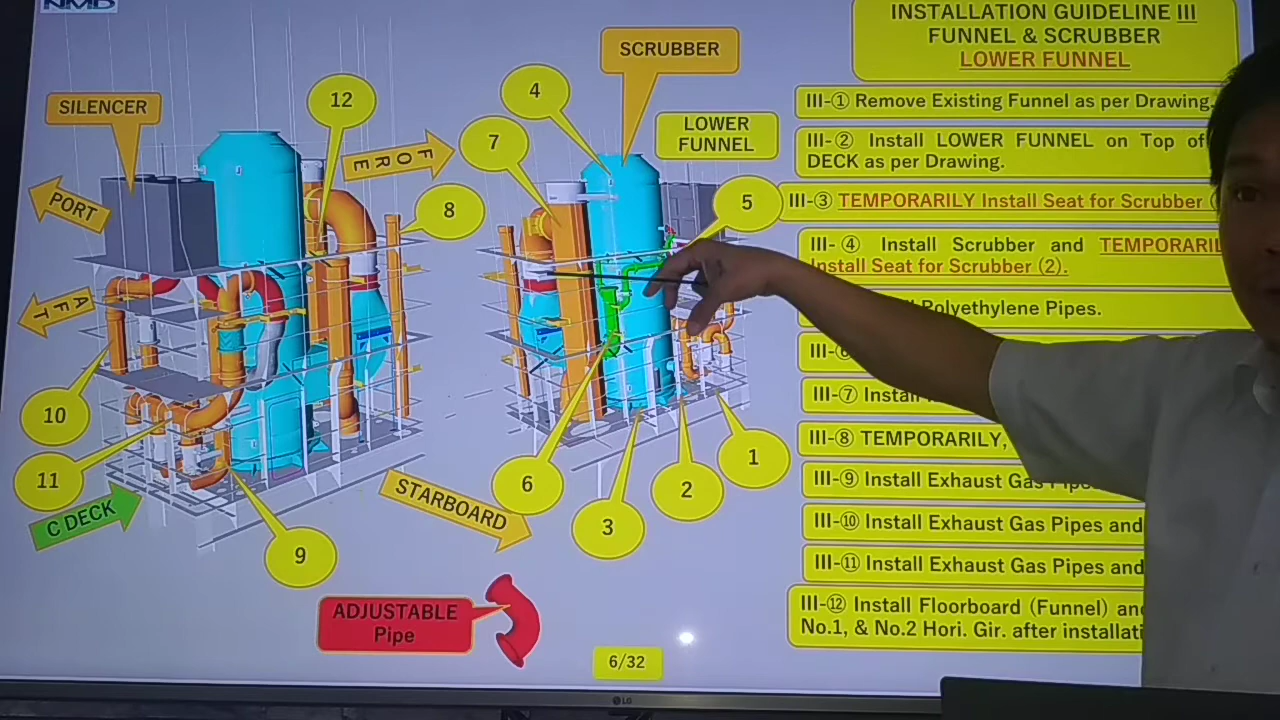 NMD
INSTALLATION GUIDELINE III
FUNNEL & SCRUBBER
LOWER FUNNEL
SCRUBBER
SILENCER
12
4
7
FORE
LOWER
FUNNEL
PORT
8
5
AFT
10
11
C DECK
STARBOARD
6
3
2
1
9
ADJUSTABLE
Pipe
6/32
LG
III-① Remove Existing Funnel as per Drawing.
III-② Install LOWER FUNNEL on Top of
DECK as per Drawing.
III-③ TEMPORARILY Install Seat for Scrubber (
III- ④ Install Scrubber and
Install Seat for Scrubber (2).
Polyethylene Pipes.
III-⑦ Install
III-⑧ TEMPORARILY,
III-⑨ Install Exhaust Gas
III-⑩ Install Exhaust Gas Pipes and
III-⑪ Install Exhaust Gas Pipes and
III-⑫ Install Floorboard (Funnel)
No.1, & No.2 Hori. Gir. after